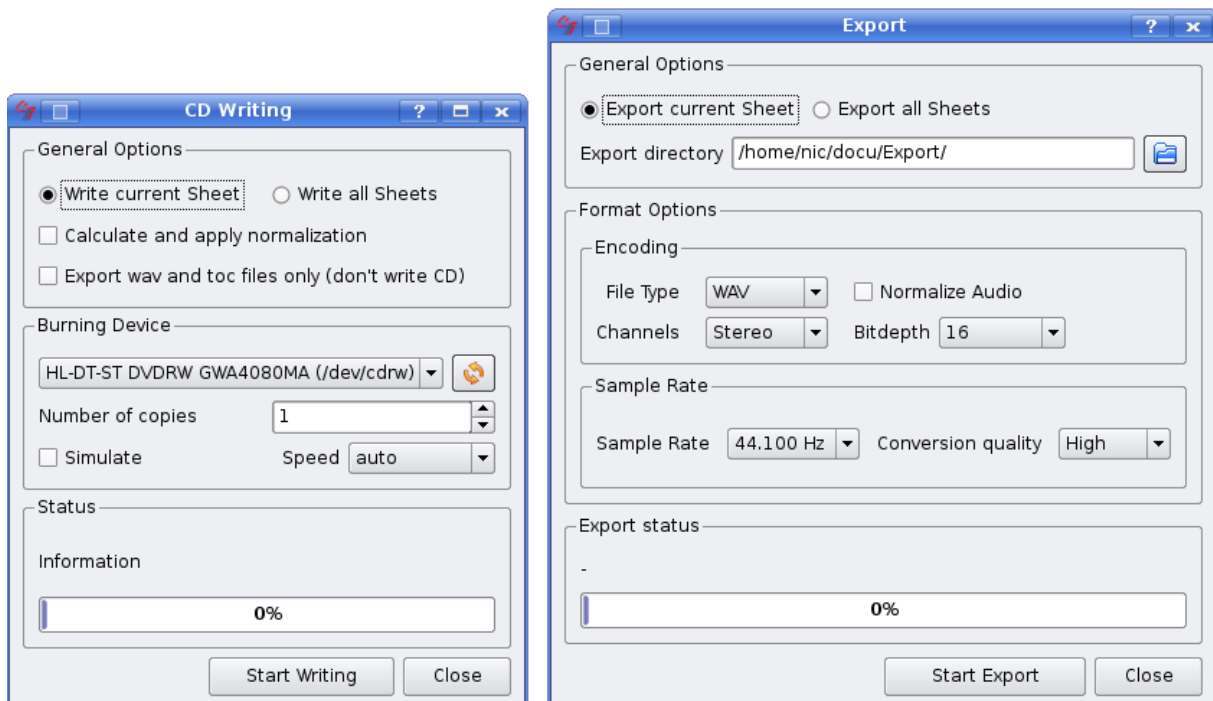 CD Writing ?
General Options
Write current Sheet Write all Sheets
Calculate and apply normalization
Export wav and toc files only (don't write CD)
Burning Device
HL-DT-ST DVDRW GWA4080MA (/dev/cdrw)
Number of copies 1
Simulate Speed auto
Status
Information
0%
Start Writing Close
Export ?
General Options
Export current Sheet Export all Sheets
Export directory /home/nic/docu/Export/
Format Options
Encoding
File Type WAV Normalize Audio
Channels Stereo Bitdepth 16
Sample Rate
Sample Rate 44.100 Hz Conversion quality High
Export status
-
0%
Start Export Close